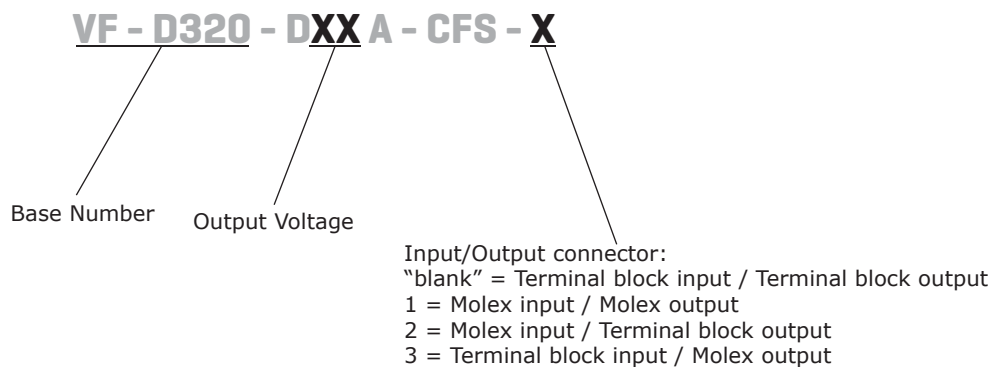 VF - D320 - DXX A - CFS - X
Base Number
Output Voltage
Input/Output connector:
“blank” = Terminal block input / Terminal block output
1 = Molex input / Molex output
2 = Molex input / Terminal block output
3 = Terminal block input / Molex output